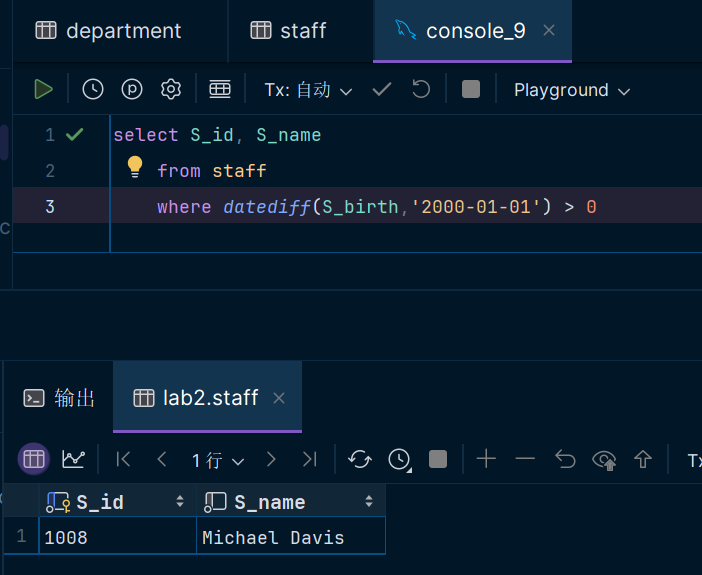 department staff console_9
Tx: 自动 Playground
1 select S_id, S_name
2 from staff
3 where datediff(S_birth,'2000-01-01') > 0
输出 lab2.staff
1 行
S_id S_name
1 1008 Michael Davis